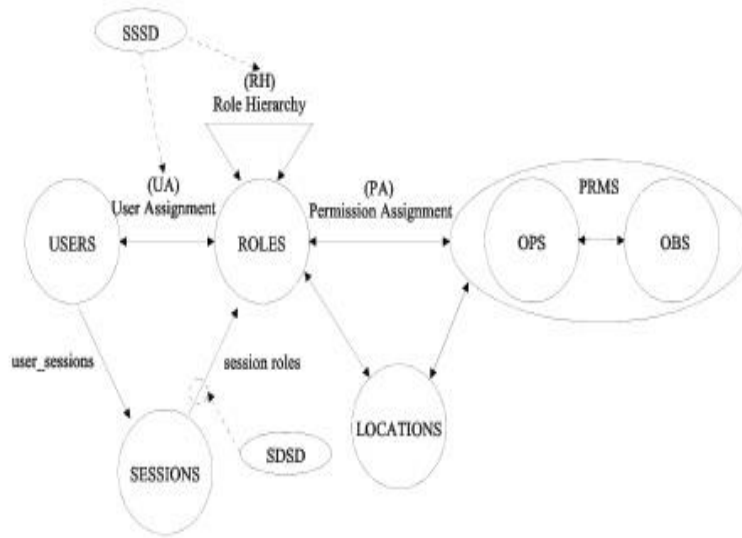 SSSD
(RH)
Role Hierarchy
(UA)
User Assignment
(PA)
Permission Assignment
PRMS
USERS
ROLES
OPS
OBS
user_sessions
session roles
LOCATIONS
SDSD
SESSIONS